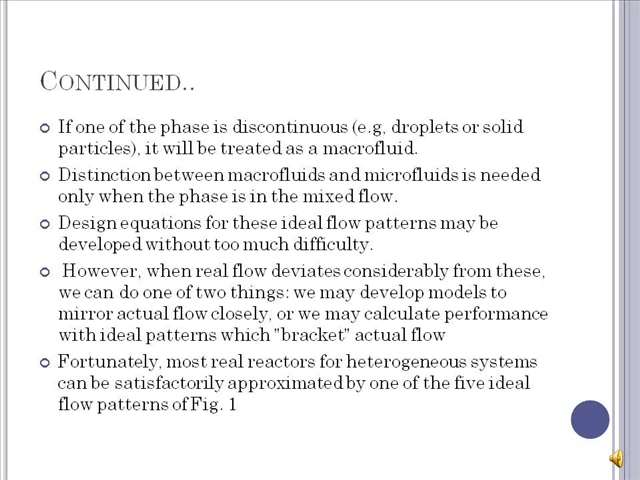 CONTINUED..
If one of the phase is discontinuous (e.g, droplets or solid
particles), it will be treated as a macrofluid.
Distinction between macrofluids and microfluids is needed
only when the phase is in the mixed flow.
Design equations for these ideal flow patterns may be
developed without too much difficulty.
However, when real flow deviates considerably from these,
we can do one of two things: we may develop models to
mirror actual flow closely, or we may calculate performance
with ideal patterns which "bracket" actual flow
Fortunately, most real reactors for heterogeneous systems
can be satisfactorily approximated by one of the five ideal
flow patterns of Fig. 1